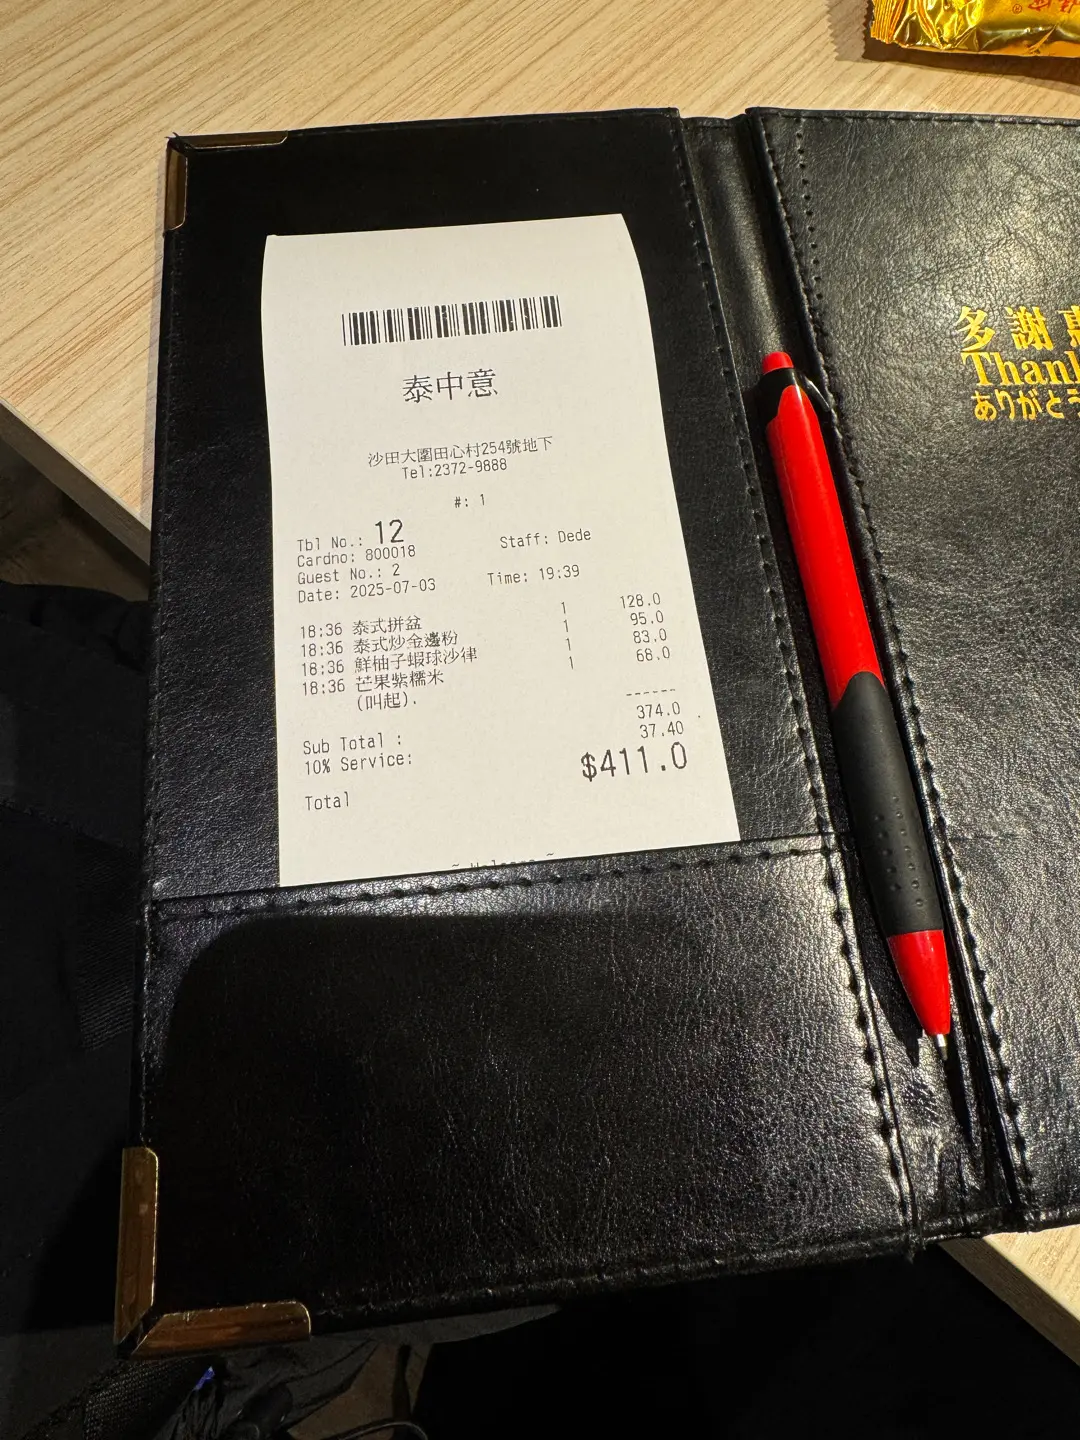 泰中意
沙田大圍田心村254號地下
Tel:2372-9888
#: 1
Tbl No.: 12
Cardno: 800018 Staff: Dede
Guest No.: 2
Date: 2025-07-03 Time: 19:39
18:36 泰式拼盆 1 128.0
18:36 泰式炒金邊粉 1 95.0
18:36 鮮柚子蝦球沙律 1 83.0
18:36 芒果紫糯米 1 68.0
(叫起).
------
Sub Total : 374.0
10% Service: 37.40
Total $411.0
多謝
Thank
ありがとう